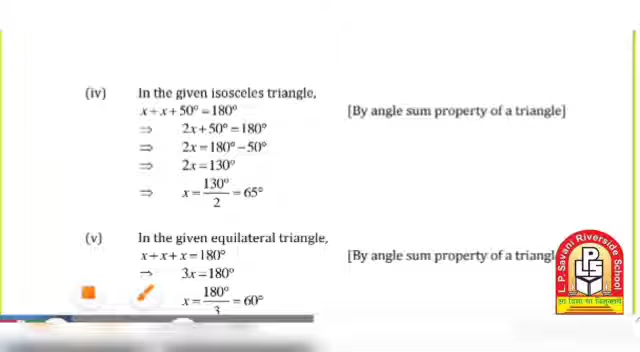 (iv) In the given isosceles triangle,
x+x+50°=180° [By angle sum property of a triangle]
⇒ 2x+50°=180°
⇒ 2x=180°−50°
⇒ 2x=130°
⇒ x=130°/2=65°
(v) In the given equilateral triangle,
x+x+x=180° [By angle sum property of a triangl
⇒ 3x=180°
x=180°/3=60°
L. P. Savani Riverside School
LPS